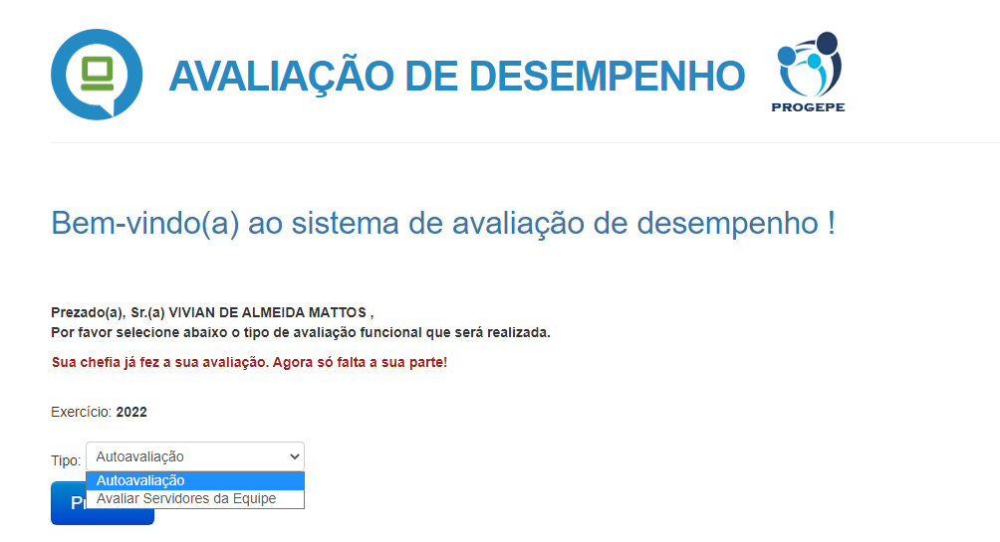 AVALIAÇÃO DE DESEMPENHO
PROGEPE
Bem-vindo(a) ao sistema de avaliação de desempenho !
Prezado(a), Sr.(a) VIVIAN DE ALMEIDA MATTOS ,
Por favor selecione abaixo o tipo de avaliação funcional que será realizada.
Sua chefia já fez a sua avaliação. Agora só falta a sua parte!
Exercício: 2022
Tipo: Autoavaliação
Autoavaliação
Avaliar Servidores da Equipe